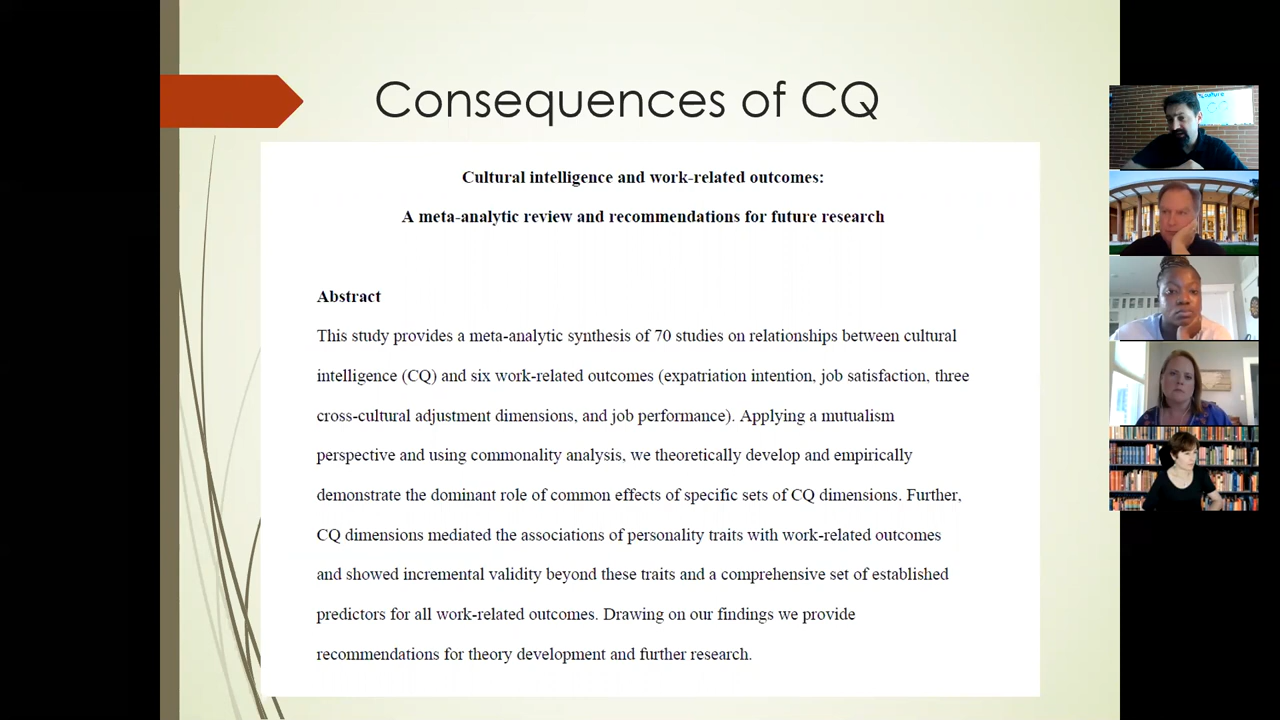 Consequences of CQ
Cultural intelligence and work-related outcomes:
A meta-analytic review and recommendations for future research
Abstract
This study provides a meta-analytic synthesis of 70 studies on relationships between cultural
intelligence (CQ) and six work-related outcomes (expatriation intention, job satisfaction, three
cross-cultural adjustment dimensions, and job performance). Applying a mutualism
perspective and using commonality analysis, we theoretically develop and empirically
demonstrate the dominant role of common effects of specific sets of CQ dimensions. Further,
CQ dimensions mediated the associations of personality traits with work-related outcomes
and showed incremental validity beyond these traits and a comprehensive set of established
predictors for all work-related outcomes. Drawing on our findings we provide
recommendations for theory development and further research.